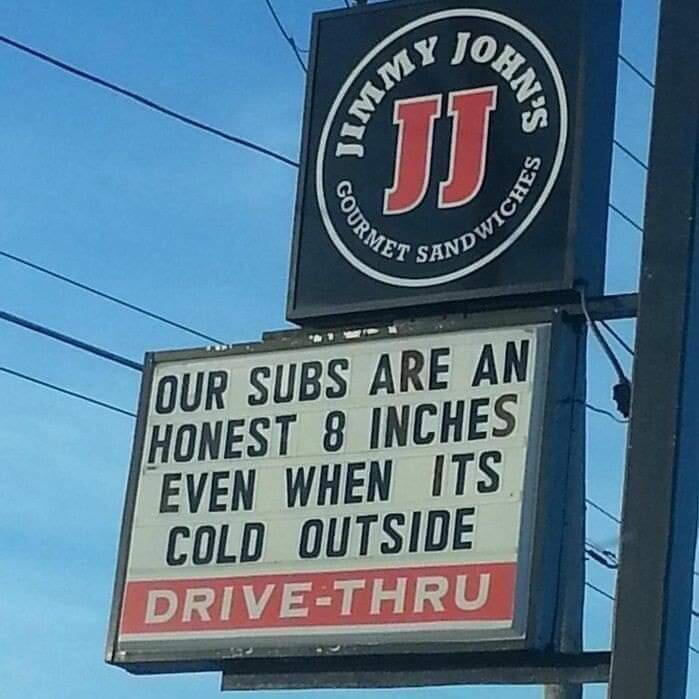 JIMMY JOHN'S
JJ
GOURMET SANDWICHES
OUR SUBS ARE AN
HONEST 8 INCHES
EVEN WHEN ITS
COLD OUTSIDE
DRIVE-THRU